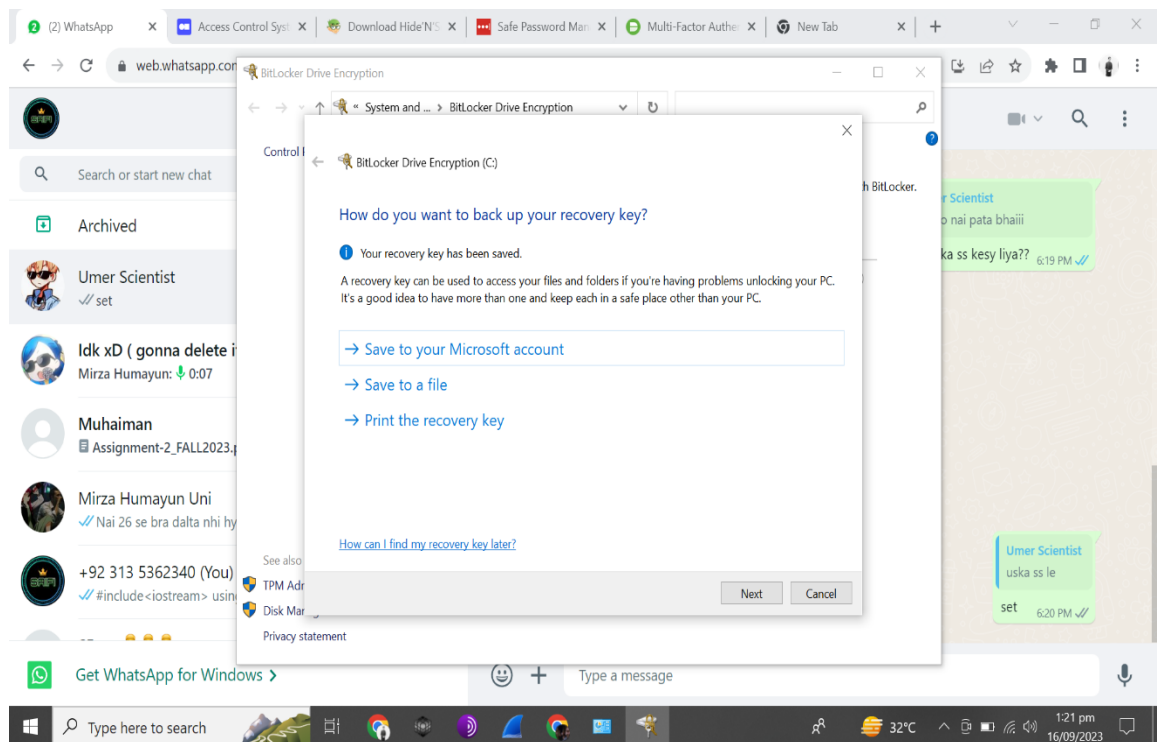 (2) WhatsApp
Access Control Syst
Download Hide'N'S
Safe Password Man
Multi-Factor Authe
New Tab
web.whatsapp.com
BitLocker Drive Encryption
« System and ... > BitLocker Drive Encryption
Control
BitLocker Drive Encryption (C:)
h BitLocker.
How do you want to back up your recovery key?
Your recovery key has been saved.
A recovery key can be used to access your files and folders if you're having problems unlocking your PC.
It's a good idea to have more than one and keep each in a safe place other than your PC.
→ Save to your Microsoft account
→ Save to a file
→ Print the recovery key
How can I find my recovery key later?
Next
Cancel
See also
TPM Adr
Disk Mar
Privacy statement
Search or start new chat
Archived
Umer Scientist
set
Idk xD ( gonna delete i
Mirza Humayun: 0:07
Muhaiman
Assignment-2_FALL2023.
Mirza Humayun Uni
Nai 26 se bra dalta nhi hy
+92 313 5362340 (You)
#include<iostream> usin
Get WhatsApp for Windows >
r Scientist
o nai pata bhaiii
ka ss kesy liya??
6:19 PM
Umer Scientist
uska ss le
set
6:20 PM
Type a message
Type here to search
32°C
1:21 pm
16/09/2023